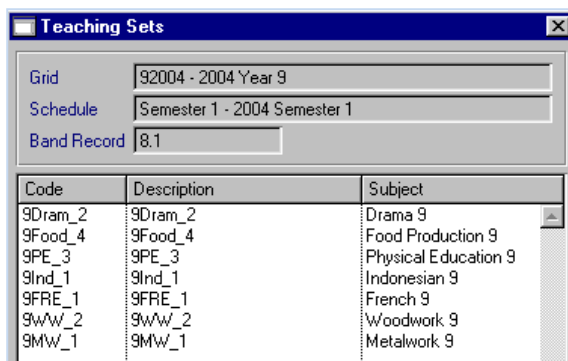 Teaching Sets
Grid 92004 - 2004 Year 9
Schedule Semester 1 - 2004 Semester 1
Band Record 8.1
Code Description Subject
9Dram_2 9Dram_2 Drama 9
9Food_4 9Food_4 Food Production 9
9PE_3 9PE_3 Physical Education 9
9Ind_1 9Ind_1 Indonesian 9
9FRE_1 9FRE_1 French 9
9WW_2 9WW_2 Woodwork 9
9MW_1 9MW_1 Metalwork 9